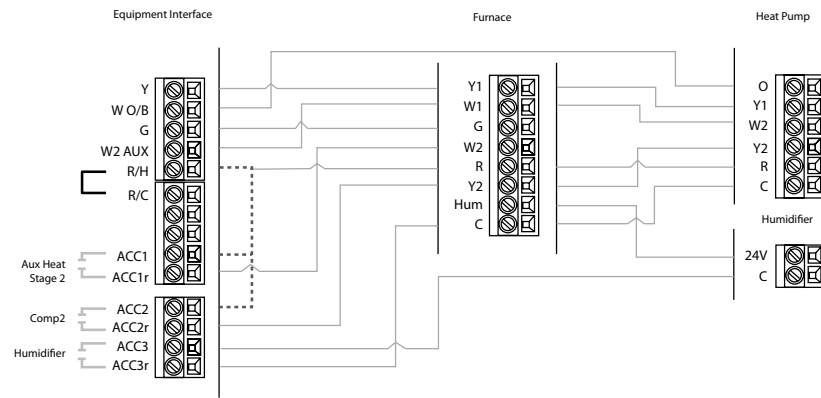 Equipment Interface
Furnace
Heat Pump
Y
W O/B
G
W2 AUX
R/H
R/C
ACC1
ACC1r
Aux Heat
Stage 2
ACC2
ACC2r
Comp2
ACC3
ACC3r
Humidifier
Y1
W1
G
W2
R
Y2
Hum
C
O
Y1
W2
Y2
R
C
Humidifier
24V
C